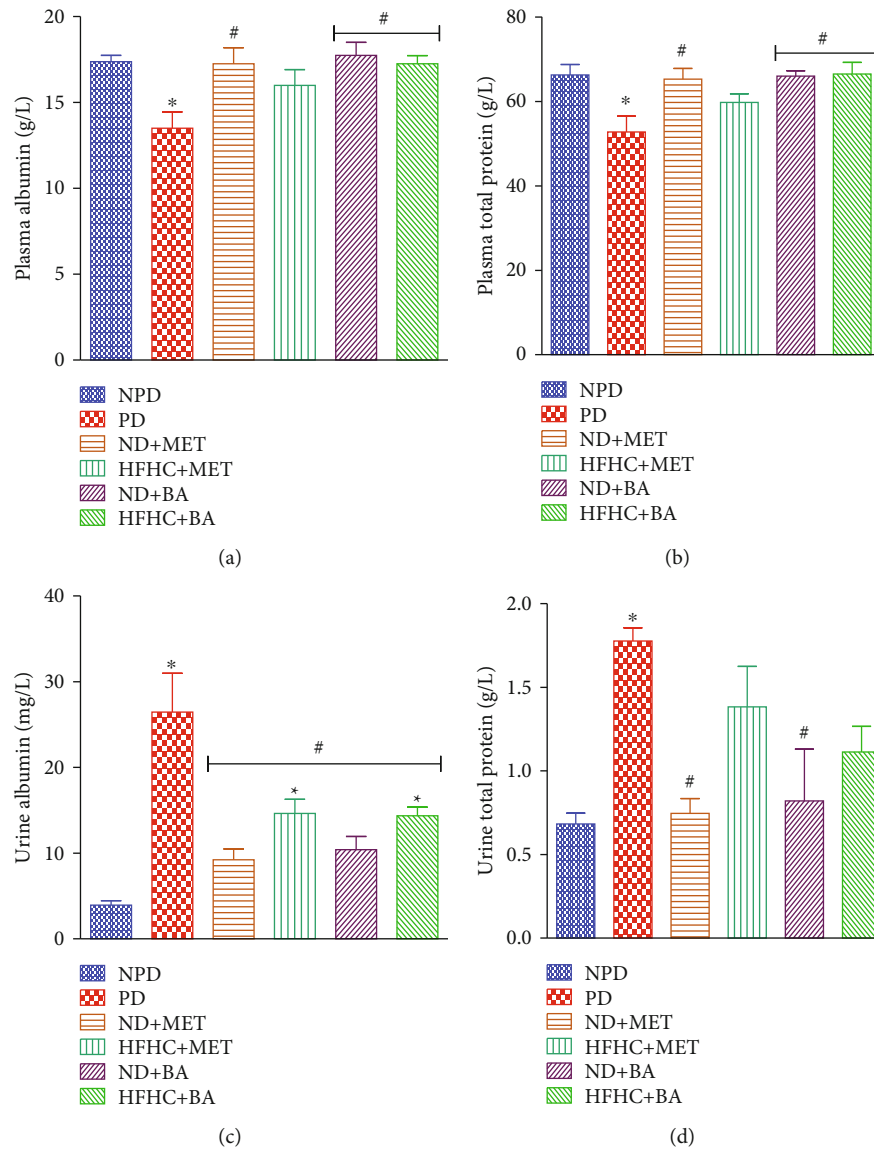 Plasma albumin (g/L)
20
15
10
5
0
*
#
#
NPD
PD
ND+MET
HFHC+MET
ND+BA
HFHC+BA
(a)
Plasma total protein (g/L)
80
60
40
20
0
*
#
#
NPD
PD
ND+MET
HFHC+MET
ND+BA
HFHC+BA
(b)
Urine albumin (mg/L)
40
30
20
10
0
*
#
*
*
NPD
PD
ND+MET
HFHC+MET
ND+BA
HFHC+BA
(c)
Urine total protein (g/L)
2.0
1.5
1.0
0.5
0.0
*
#
#
NPD
PD
ND+MET
HFHC+MET
ND+BA
HFHC+BA
(d)